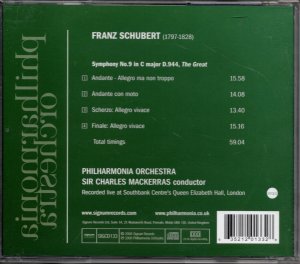 philharmonia
orchestra
FRANZ SCHUBERT (1797-1828)
Symphony No.9 in C major D.944, The Great
1 Andante - Allegro ma non troppo 15.58
2 Andante con moto 14.08
3 Scherzo: Allegro vivace 13.40
4 Finale: Allegro vivace 15.16
Total timings 59.04
PHILHARMONIA ORCHESTRA
SIR CHARLES MACKERRAS conductor
Recorded live at Southbank Centre's Queen Elizabeth Hall, London
www.signumrecords.com www.philharmonia.co.uk